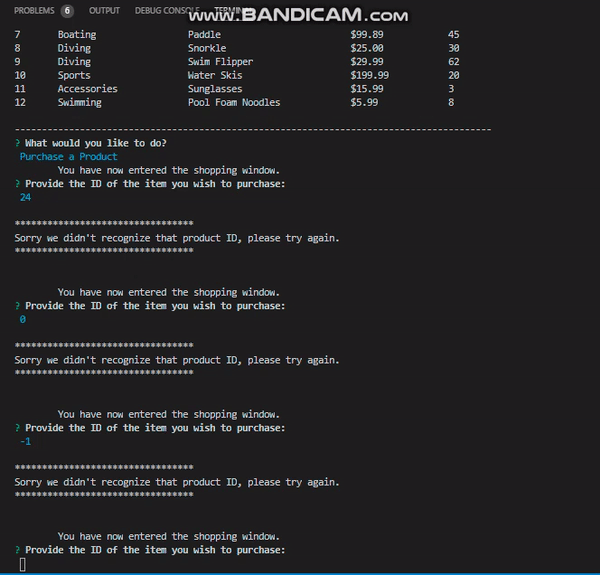 PROBLEMS 6 OUTPUT DEBUG CONSOLE TERMINAL
www.BANDICAM.com
7 Boating Paddle $99.89 45
8 Diving Snorkle $25.00 30
9 Diving Swim Flipper $29.99 62
10 Sports Water Skis $199.99 20
11 Accessories Sunglasses $15.99 3
12 Swimming Pool Foam Noodles $5.99 8
--------------------------------------------------------------------------------------
? What would you like to do?
Purchase a Product
You have now entered the shopping window.
? Provide the ID of the item you wish to purchase:
24
*********************************
Sorry we didn't recognize that product ID, please try again.
*********************************
You have now entered the shopping window.
? Provide the ID of the item you wish to purchase:
0
*********************************
Sorry we didn't recognize that product ID, please try again.
*********************************
You have now entered the shopping window.
? Provide the ID of the item you wish to purchase:
-1
*********************************
Sorry we didn't recognize that product ID, please try again.
*********************************
You have now entered the shopping window.
? Provide the ID of the item you wish to purchase: